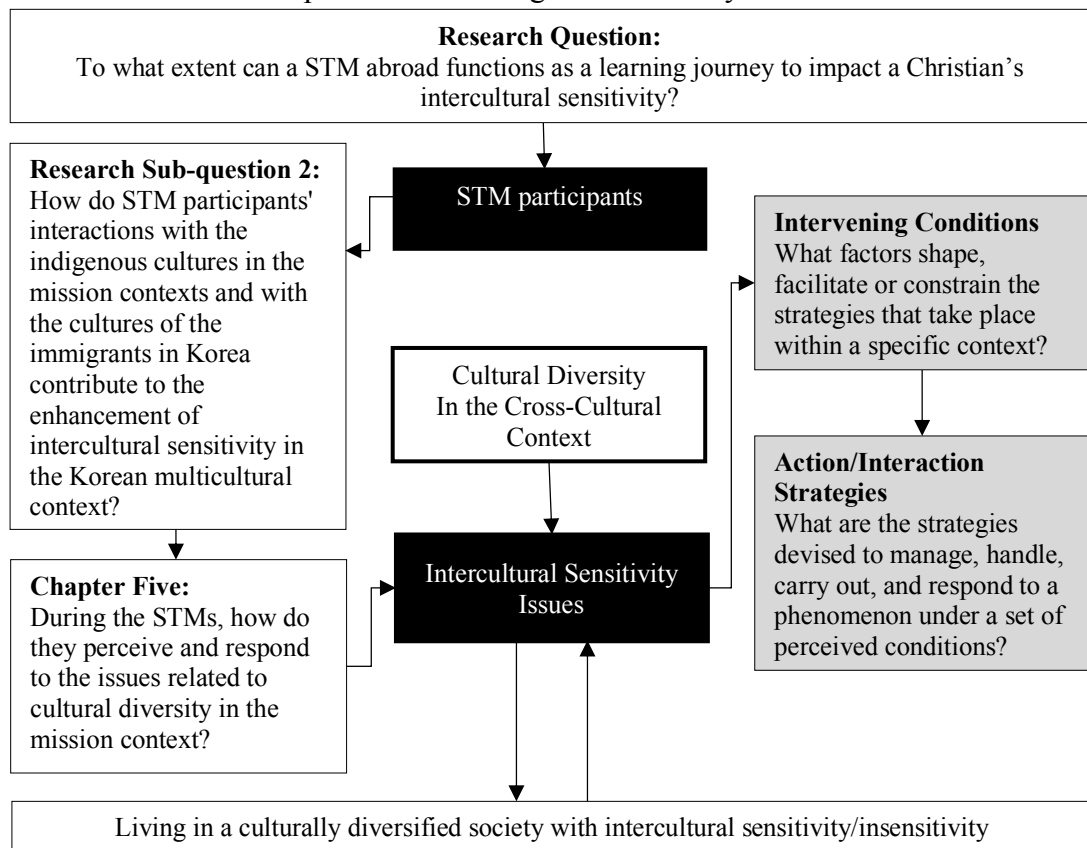 Research Question:
To what extent can a STM abroad functions as a learning journey to impact a Christian's
intercultural sensitivity?
STM participants
Research Sub-question 2:
How do STM participants'
interactions with the
indigenous cultures in the
mission contexts and with
the cultures of the
immigrants in Korea
contribute to the
enhancement of
intercultural sensitivity in
the Korean multicultural
context?
Intervening Conditions
What factors shape,
facilitate or constrain the
strategies that take place
within a specific context?
Cultural Diversity
In the Cross-Cultural
Context
Action/Interaction
Strategies
What are the strategies
devised to manage, handle,
carry out, and respond to a
phenomenon under a set of
perceived conditions?
Intercultural Sensitivity
Issues
Chapter Five:
During the STMs, how do
they perceive and respond
to the issues related to
cultural diversity in the
mission context?
Living in a culturally diversified society with intercultural sensitivity/insensitivity